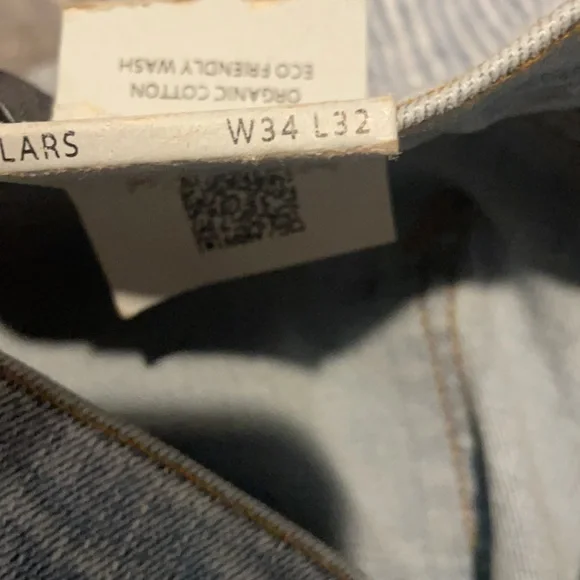 ECO FRIENDLY WASH
ORGANIC COTTON
LARS W34 L32